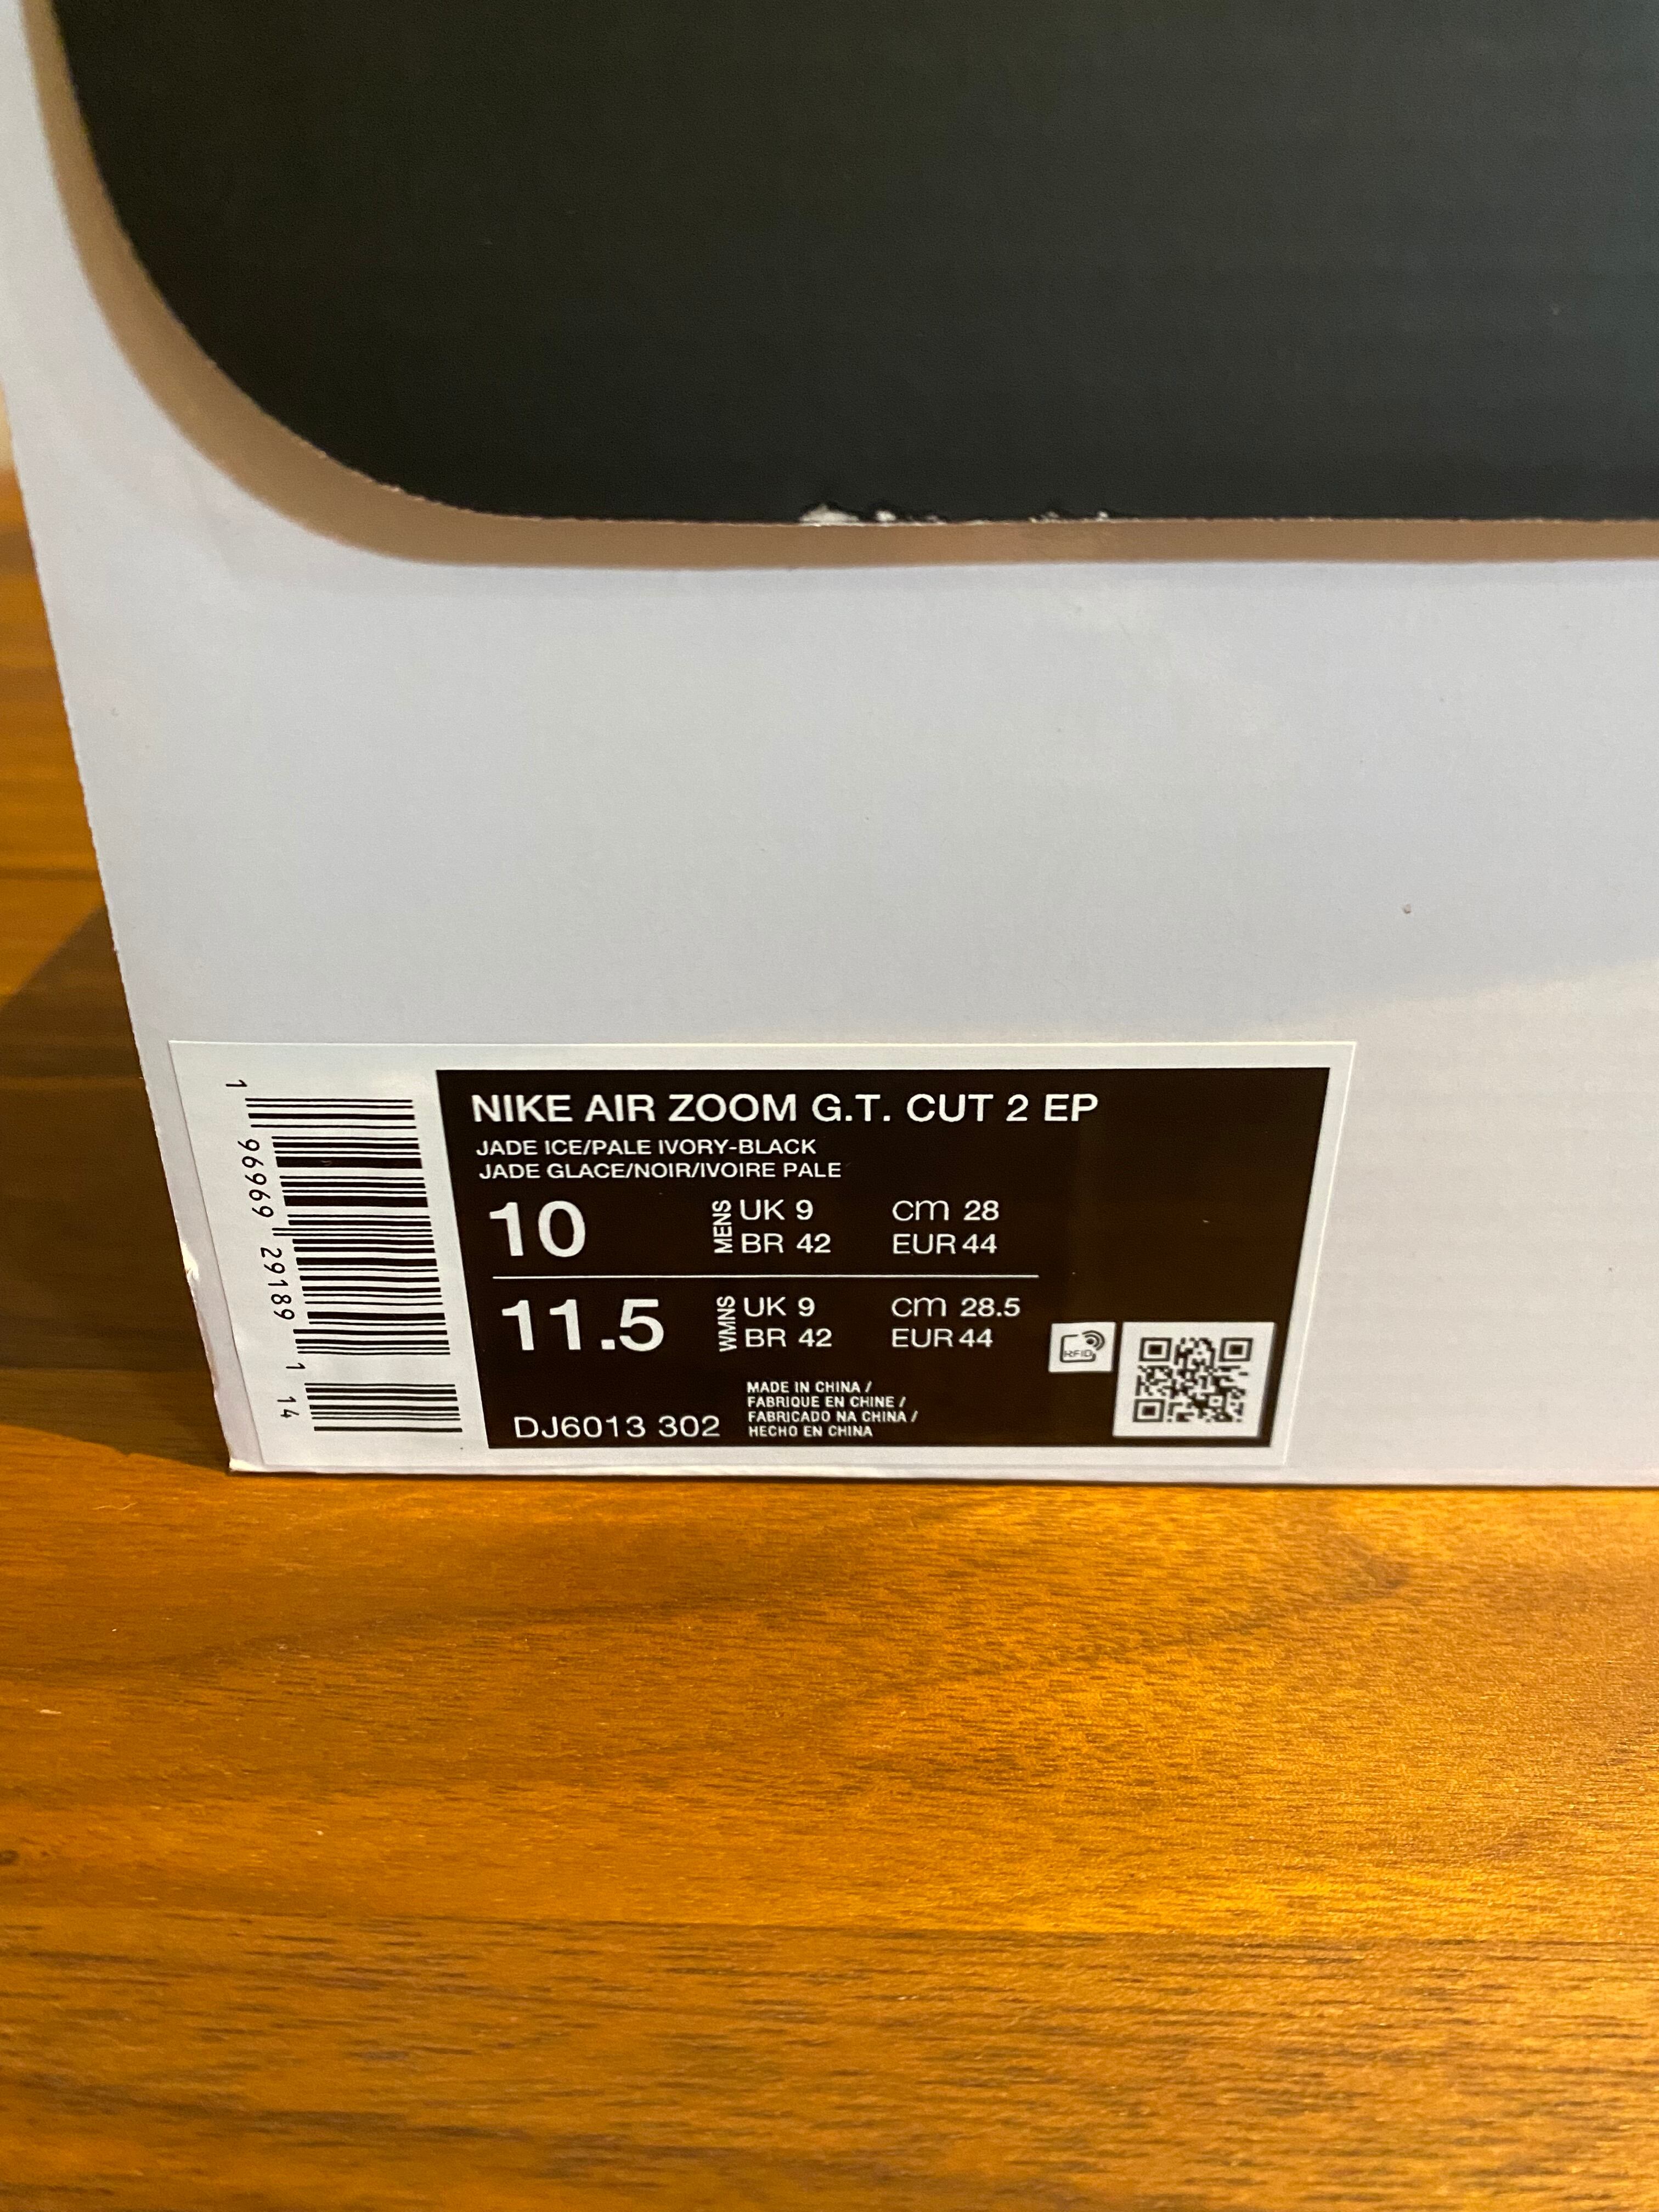 NIKE AIR ZOOM G.T. CUT 2 EP
JADE ICE/PALE IVORY-BLACK
JADE GLACE/NOIR/IVOIRE PALE
10 MENS UK 9 cm 28
BR 42 EUR 44
11.5 WMNS UK 9 cm 28.5
BR 42 EUR 44
RFID
DJ6013 302
MADE IN CHINA /
FABRIQUE EN CHINE /
FABRICADO NA CHINA /
HECHO EN CHINA
1 96969 29189 1 14